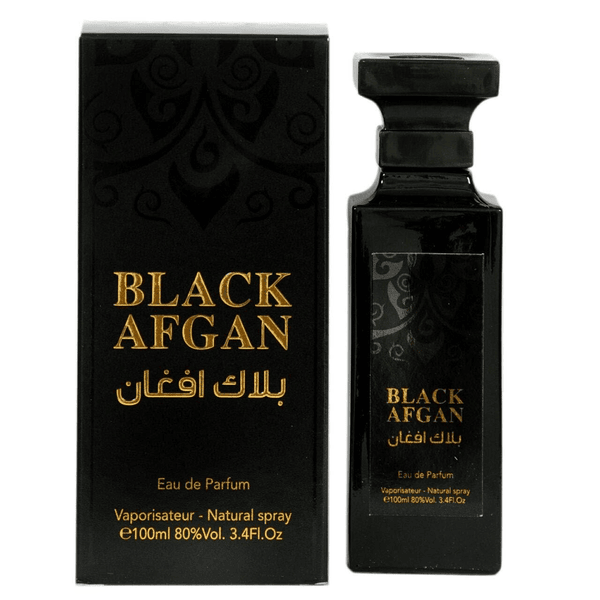 BLACK
AFGAN
بلاك افغان
Eau de Parfum
Vaporisateur - Natural spray
℮100ml 80%Vol. 3.4Fl.Oz
BLACK
AFGAN
بلاك افغان
Eau de Parfum
Vaporisateur - Natural spray
℮100ml 80%Vol. 3.4Fl.Oz